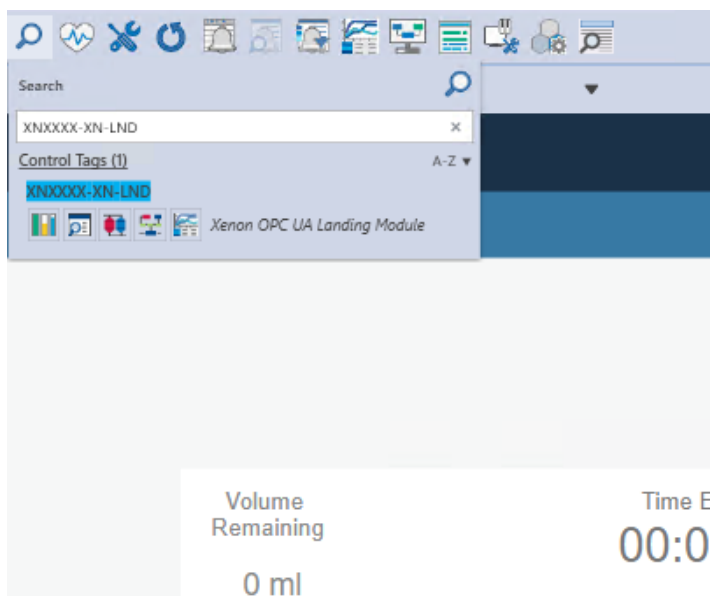 Search
XNXXXX-XN-LND
Control Tags (1) A-Z
XNXXXX-XN-LND
Xenon OPC UA Landing Module
Volume
Remaining
Time E
00:0
0 ml